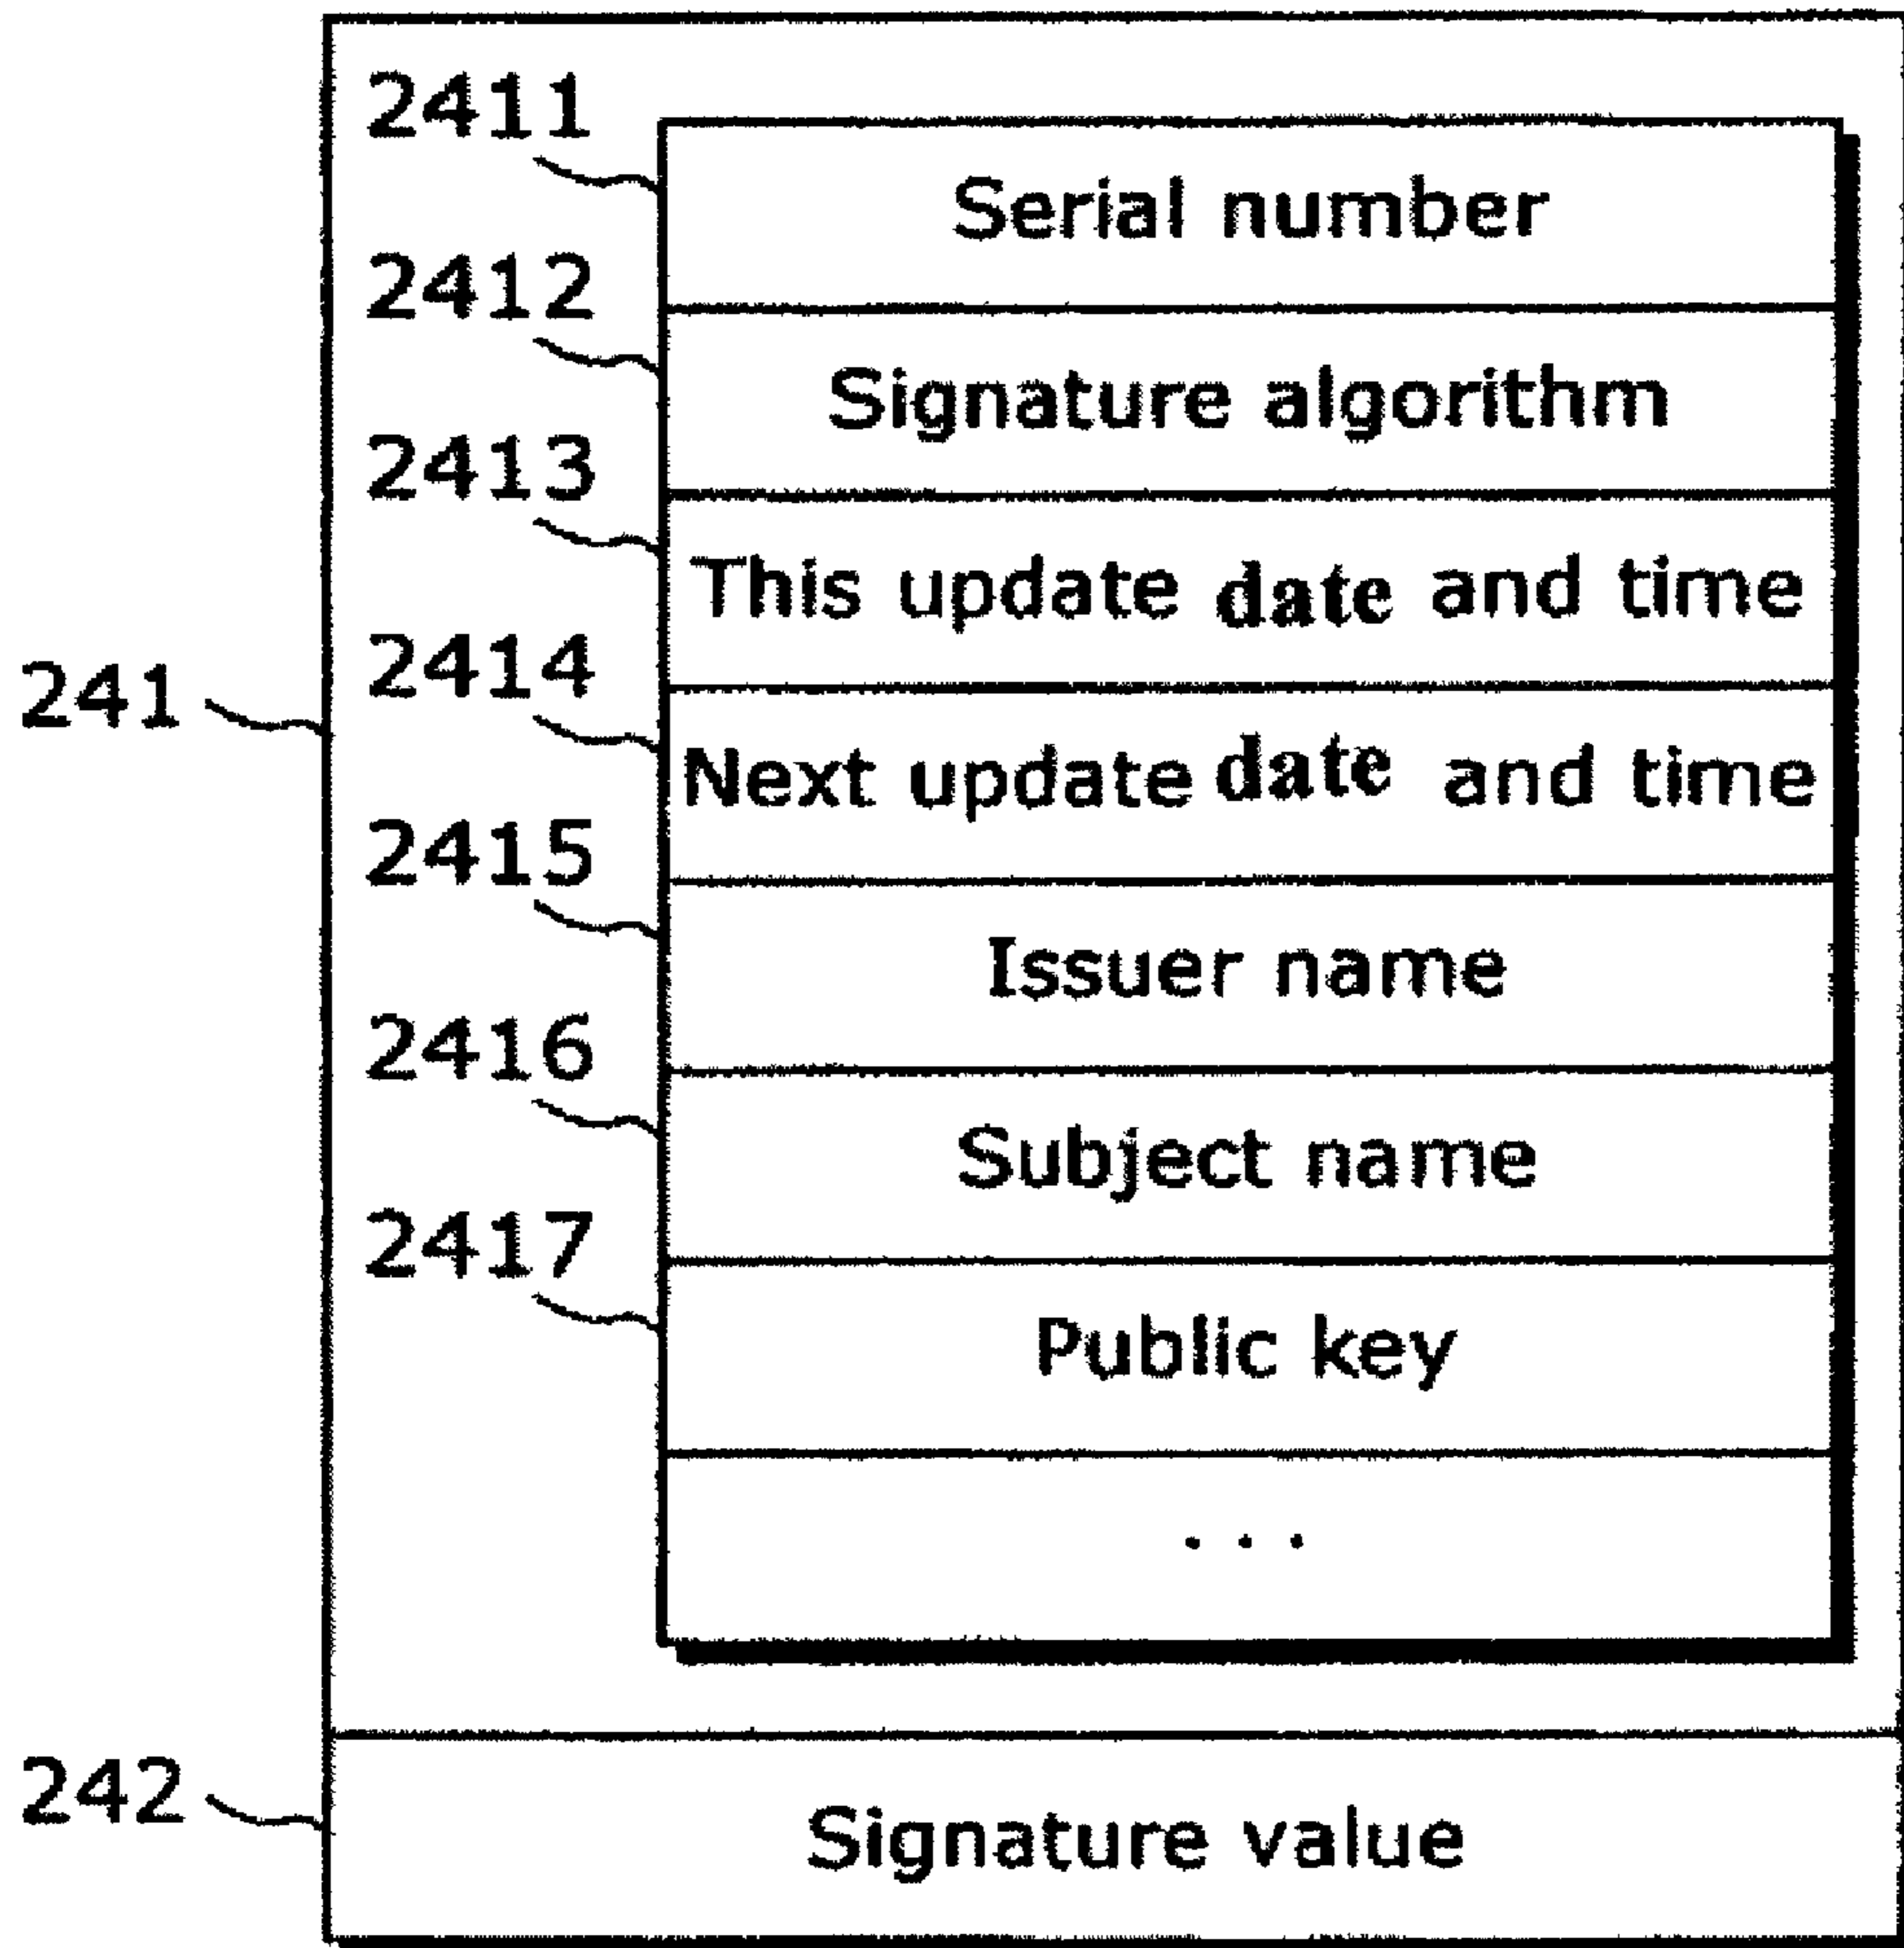 2411
Serial number
2412
Signature algorithm
2413
This update date and time
2414
241
Next update date and time
2415
Issuer name
2416
Subject name
2417
Public key
...
242
Signature value